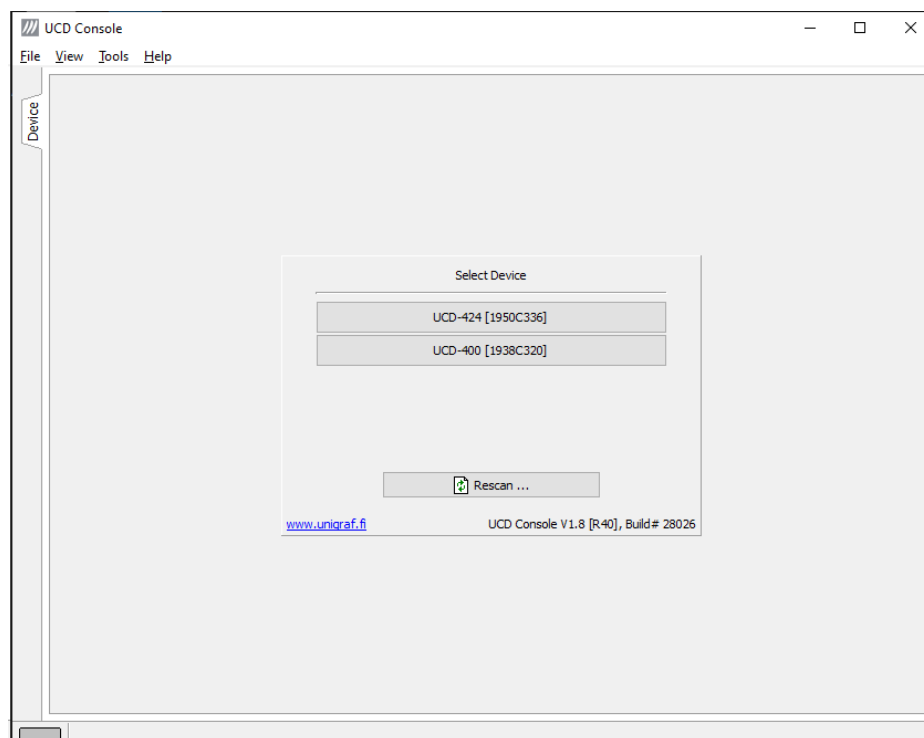 UCD Console
File View Tools Help
Device
Select Device
UCD-424 [1950C336]
UCD-400 [1938C320]
Rescan ...
www.unigraf.fi
UCD Console V1.8 [R40], Build# 28026